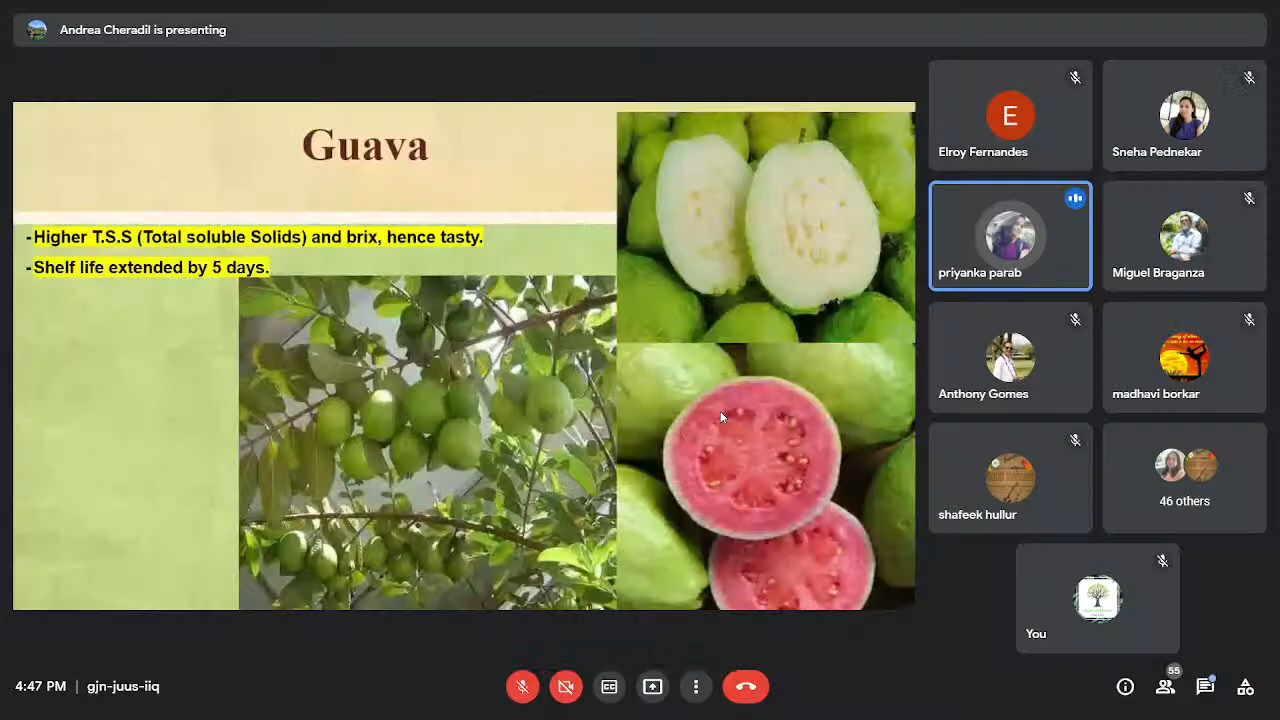 Andrea Cheradil is presenting
Guava
-Higher T.S.S (Total soluble Solids) and brix, hence tasty.
-Shelf life extended by 5 days.
E
Elroy Fernandes
Sneha Pednekar
priyanka parab
Miguel Braganza
Anthony Gomes
madhavi borkar
shafeek hullur
46 others
You
4:47 PM | gjn-juus-iiq
55